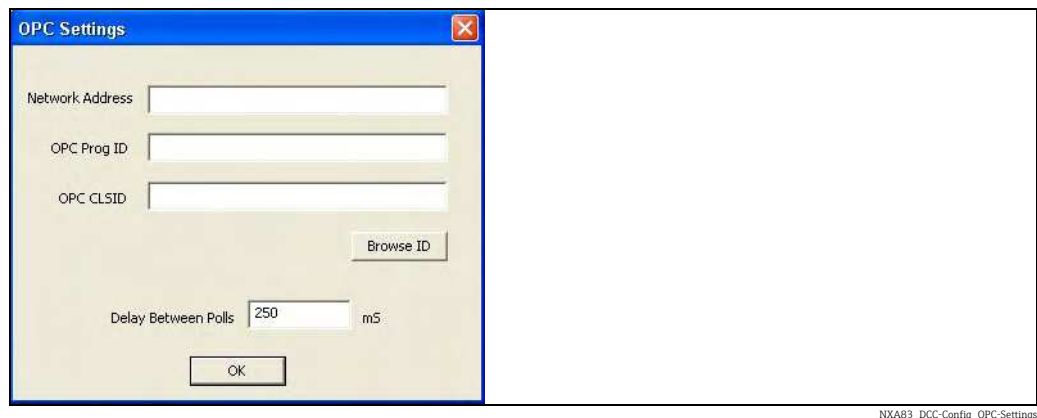 OPC Settings
Network Address
OPC Prog ID
OPC CLSID
Browse ID
Delay Between Polls 250 mS
OK
NXA83_DCC-Config_OPC-Settings